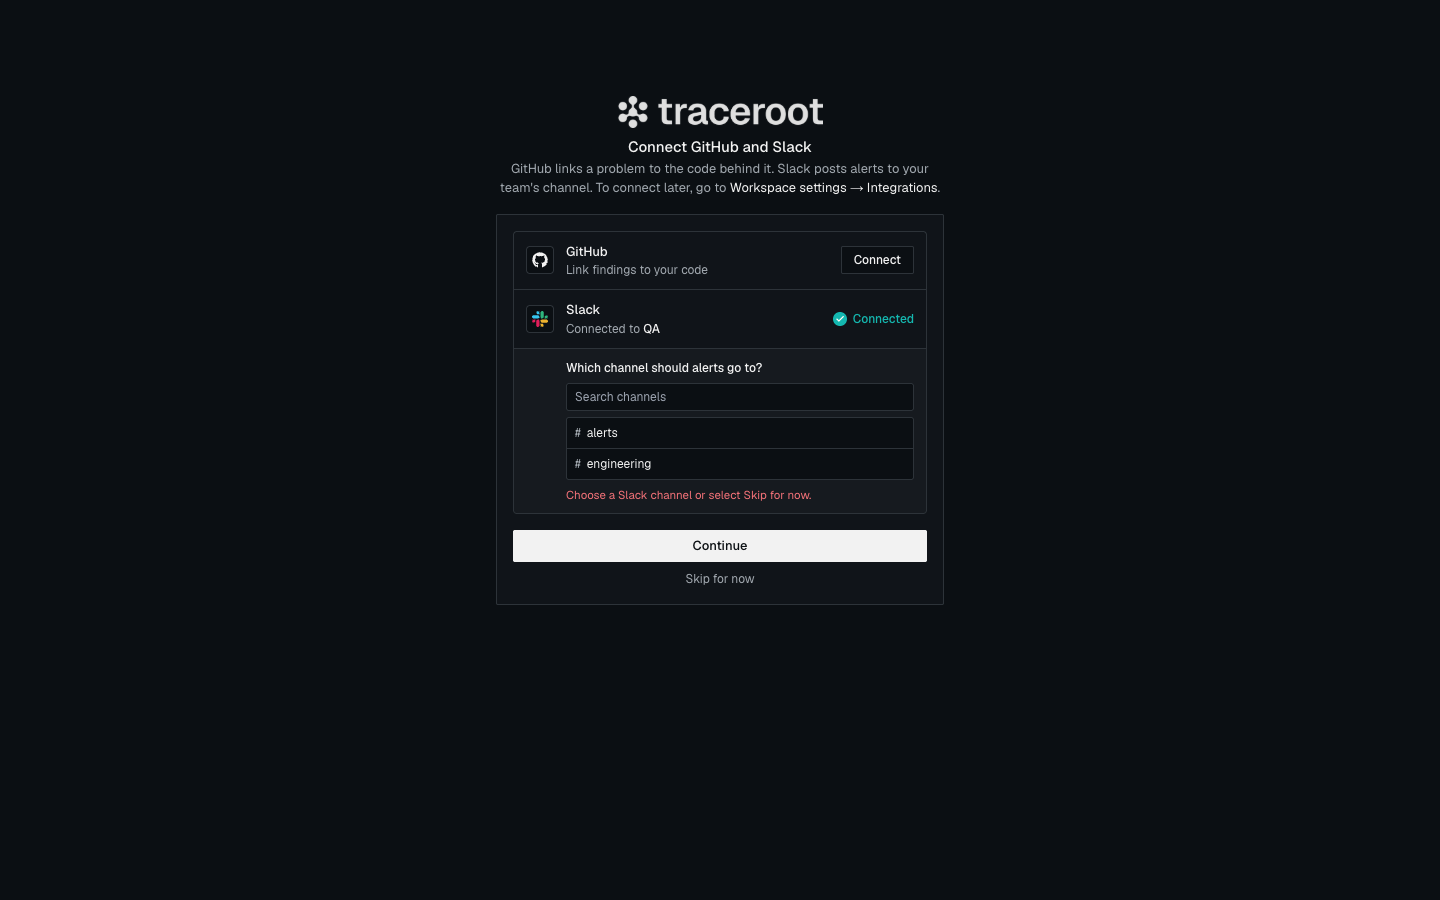 traceroot
Connect GitHub and Slack
GitHub links a problem to the code behind it. Slack posts alerts to your
team's channel. To connect later, go to Workspace settings → Integrations.
GitHub
Link findings to your code
Connect
Slack
Connected to QA
Connected
Which channel should alerts go to?
Search channels
# alerts
# engineering
Choose a Slack channel or select Skip for now.
Continue
Skip for now